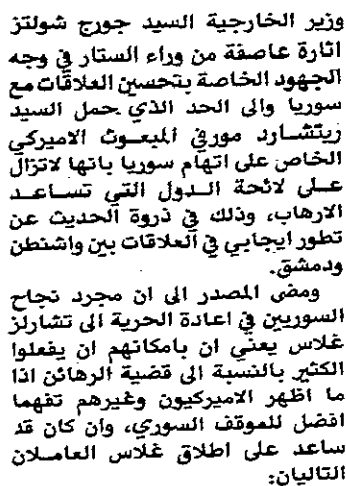 وزير الخارجية السيد جورج شولتز
اثارة عاصفة من وراء الستار في وجه
الجهود الخاصة بتحسين العلاقات مع
سوريا والى الحد الذي حمل السيد
ريتشارد مورفي المبعوث الاميركي
الخاص على اتهام سوريا بانها لاتزال
على لائحة الدول التي تساعد
الارهاب، وذلك في ذروة الحديث عن
تطور ايجابي في العلاقات بين واشنطن
ودمشق.
ومضى المصدر الى ان مجرد نجاح
السوريين في اعادة الحرية الى تشارلز
غلاس يعني ان بامكانهم ان يفعلوا
الكثير بالنسبة الى قضية الرهائن اذا
ما اظهر الاميركيون وغيرهم تفهما
افضل للموقف السوري، وان كان قد
ساعد على اطلاق غلاس العاملان
التاليان: